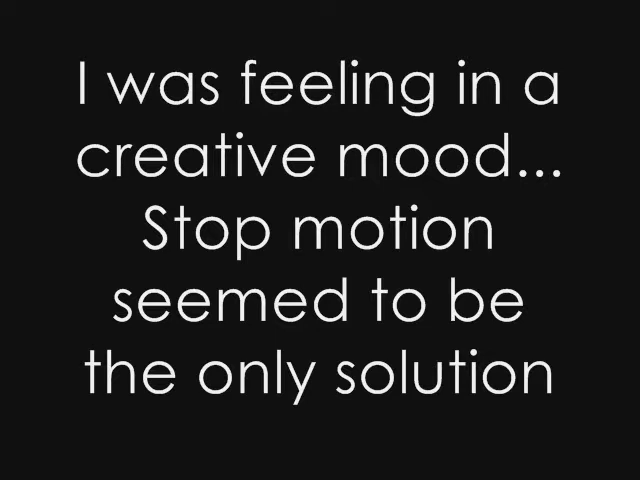 I was feeling in a
creative mood...
Stop motion
seemed to be
the only solution